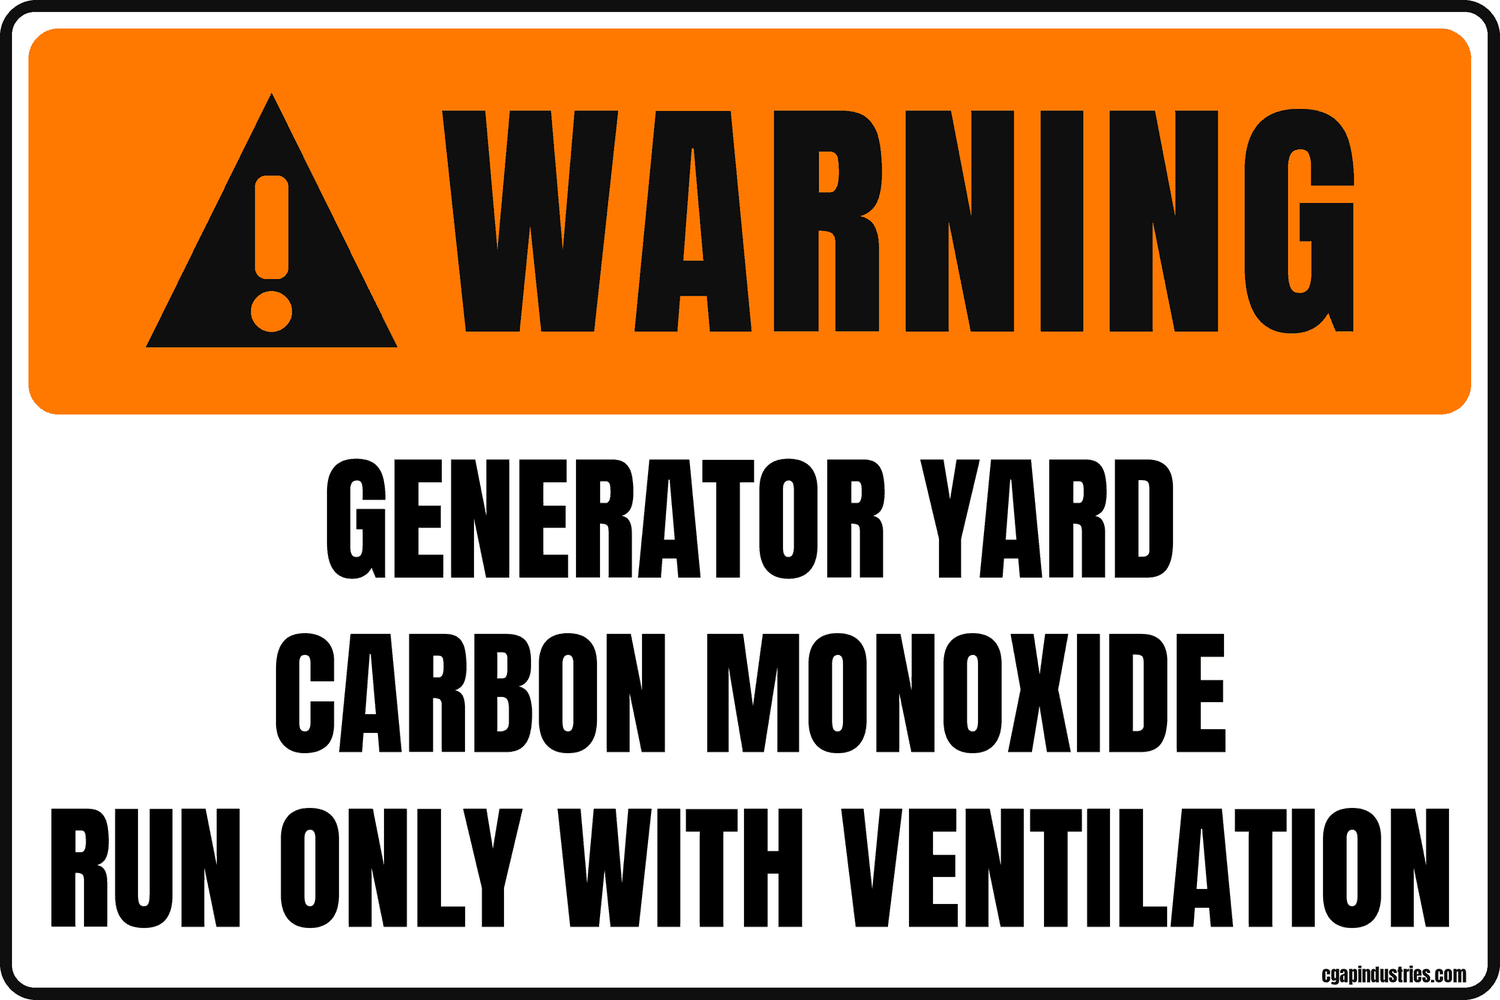 WARNING
GENERATOR YARD
CARBON MONOXIDE
RUN ONLY WITH VENTILATION
cgapindustries.com